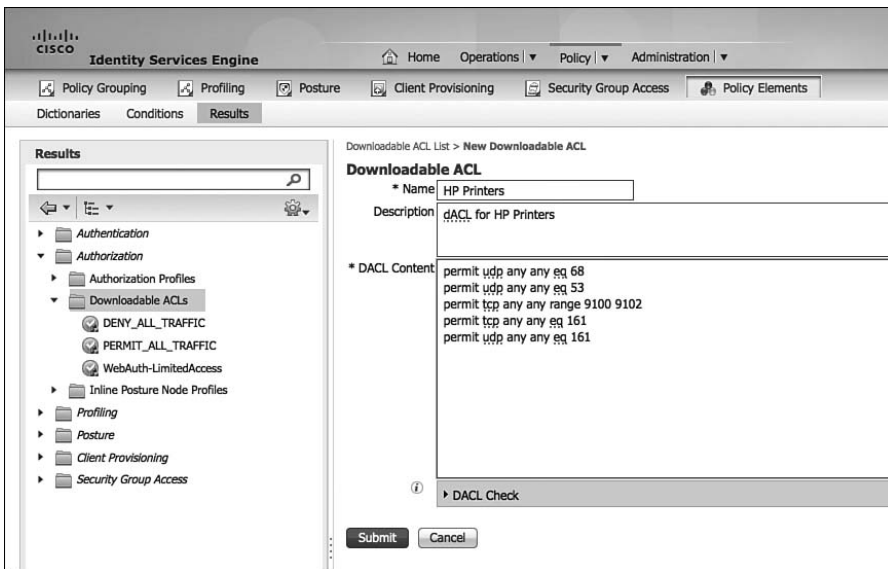 CISCO
Identity Services Engine
Home Operations Policy Administration
Policy Grouping Profiling Posture Client Provisioning Security Group Access Policy Elements
Dictionaries Conditions Results
Results
Authentication
Authorization
Authorization Profiles
Downloadable ACLs
DENY_ALL_TRAFFIC
PERMIT_ALL_TRAFFIC
WebAuth-LimitedAccess
Inline Posture Node Profiles
Profiling
Posture
Client Provisioning
Security Group Access
Downloadable ACL List > New Downloadable ACL
Downloadable ACL
* Name HP Printers
Description dACL for HP Printers
* DACL Content permit udp any any eq 68
permit udp any any eq 53
permit tcp any any range 9100 9102
permit tcp any any eq 161
permit udp any any eq 161
i DACL Check
Submit Cancel